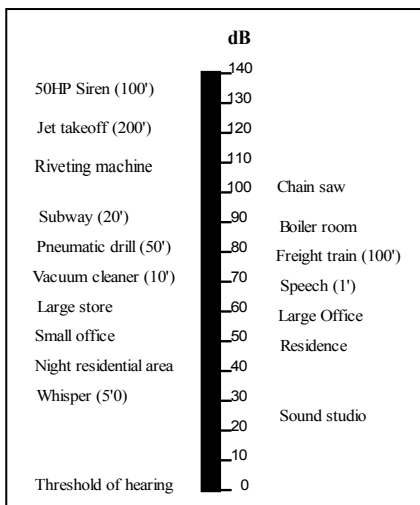 dB
140
50HP Siren (100')
130
Jet takeoff (200')
120
Riveting machine
110
100
Chain saw
Subway (20')
90
Boiler room
Pneumatic drill (50')
80
Freight train (100')
Vacuum cleaner (10')
70
Speech (1')
Large store
60
Large Office
Small office
50
Residence
Night residential area
40
Whisper (5'0)
30
Sound studio
20
10
Threshold of hearing
0